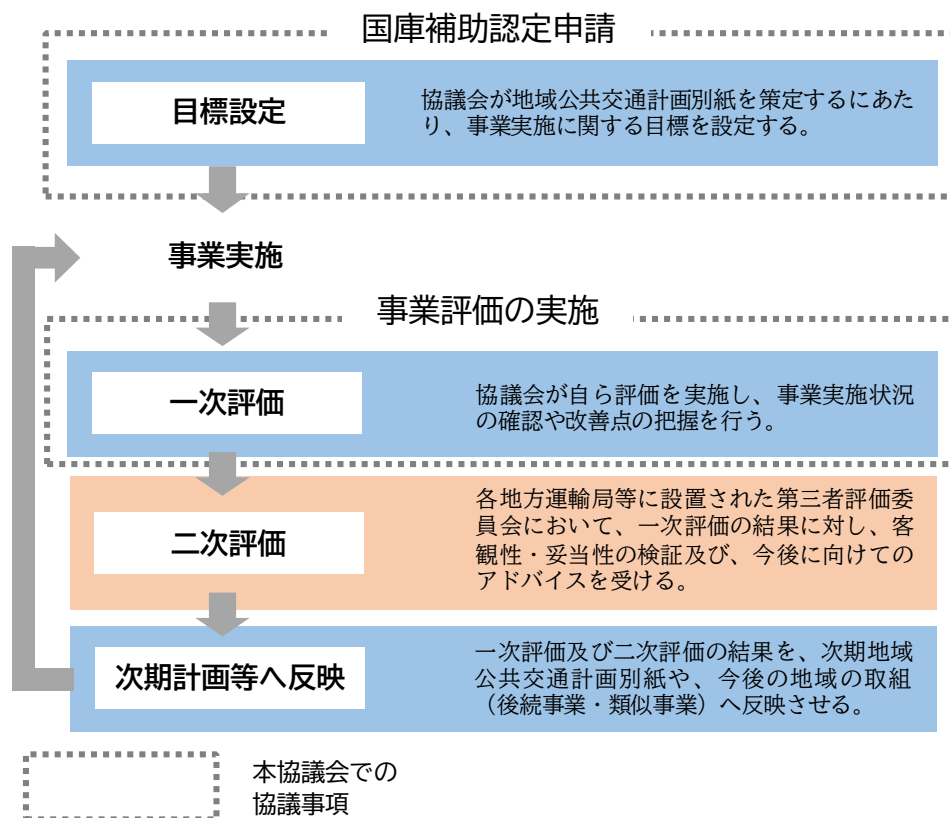 国庫補助認定申請
目標設定
協議会が地域公共交通計画別紙を策定するにあた
り、事業実施に関する目標を設定する。
事業実施
事業評価の実施
一次評価
協議会が自ら評価を実施し、事業実施状況
の確認や改善点の把握を行う。
二次評価
各地方運輸局等に設置された第三者評価委
員会において、一次評価の結果に対し、客
観性・妥当性の検証及び、今後に向けての
アドバイスを受ける。
次期計画等へ反映
一次評価及び二次評価の結果を、次期地域
公共交通計画別紙や、今後の地域の取組
（後続事業・類似事業）へ反映させる。
本協議会での
協議事項